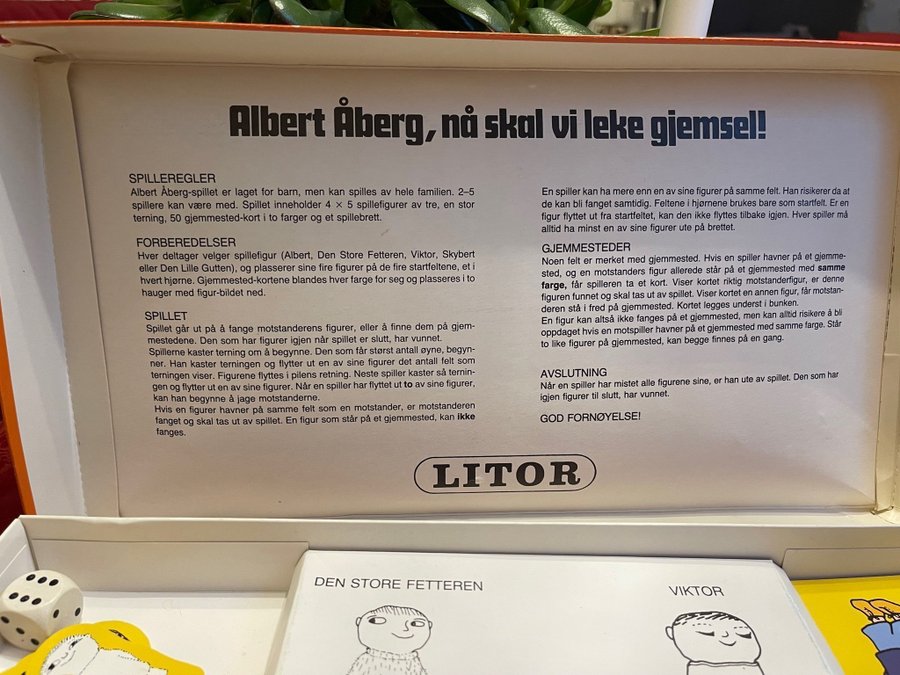 Albert Åberg, nå skal vi leke gjemsel!
SPILLEREGLER
Albert Åberg-spillet er laget for barn, men kan spilles av hele familien. 2–5
spillere kan være med. Spillet inneholder 4 × 5 spillefigurer av tre, en stor
terning, 50 gjemmested-kort i to farger og et spillebrett.
FORBEREDELSER
Hver deltager velger spillefigur (Albert, Den Store Fetteren, Viktor, Skybert
eller Den Lille Gutten), og plasserer sine fire figurer på de fire startfeltene, et i
hvert hjørne. Gjemmested-kortene blandes hver farge for seg og plasseres i to
hauger med figur-bildet ned.
SPILLET
Spillet går ut på å fange motstanderens figurer, eller å finne dem på gjem-
mestedene. Den som har figurer igjen når spillet er slutt, har vunnet.
Spillerne kaster terning om å begynne. Den som får størst antall øyne, begyn-
ner. Han kaster terningen og flytter ut en av sine figurer det antall felt som
terningen viser. Figurene flyttes i pilens retning. Neste spiller kaster så ternin-
gen og flytter ut en av sine figurer. Når en spiller har flyttet ut to av sine figurer,
kan han begynne å jage motstanderne.
Hvis en figur havner på samme felt som en motstander, er motstanderen
fanget og skal tas ut av spillet. En figur som står på et gjemmested, kan ikke
fanges.
En spiller kan ha mere enn en av sine figurer på samme felt. Han risikerer da at
de kan bli fanget samtidig. Feltene i hjørnene brukes bare som startfelt. Er en
figur flyttet ut fra startfeltet, kan den ikke flyttes tilbake igjen. Hver spiller må
alltid ha minst en av sine figurer ute på brettet.
GJEMMESTEDER
Noen felt er merket med gjemmested. Hvis en spiller havner på et gjemme-
sted, og en motstanders figur allerede står på et gjemmested med samme
farge, får spilleren ta et kort. Viser kortet riktig motstanderfigur, er denne
figuren funnet og skal tas ut av spillet. Viser kortet en annen figur, får motstan-
deren stå i fred på gjemmestedet. Kortet legges underst i bunken.
En figur kan altså ikke fanges på et gjemmested, men kan alltid risikere å bli
oppdaget hvis en motspiller havner på et gjemmested med samme farge. Står
to like figurer på gjemmestedet, kan begge finnes på en gang.
AVSLUTNING
Når en spiller har mistet alle figurene sine, er han ute av spillet. Den som har
igjen figurer til slutt, har vunnet.
GOD FORNØYELSE!
LITOR
DEN STORE FETTEREN
VIKTOR